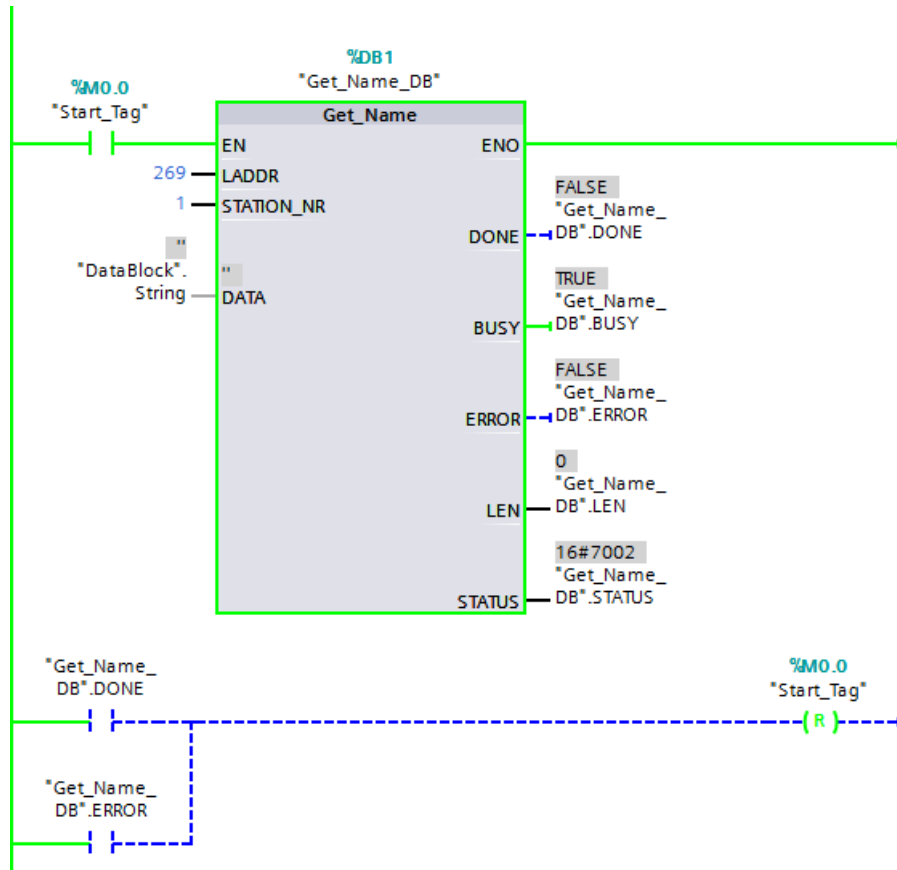 %DB1
"Get_Name_DB"
%M0.0
"Start_Tag"
Get_Name
EN
ENO
269
LADDR
1
STATION_NR
FALSE
"Get_Name_
DB".DONE
DONE
''
"DataBlock".
String
''
DATA
TRUE
"Get_Name_
DB".BUSY
BUSY
FALSE
"Get_Name_
DB".ERROR
ERROR
0
"Get_Name_
DB".LEN
LEN
16#7002
"Get_Name_
DB".STATUS
STATUS
"Get_Name_
DB".DONE
%M0.0
"Start_Tag"
R
"Get_Name_
DB".ERROR